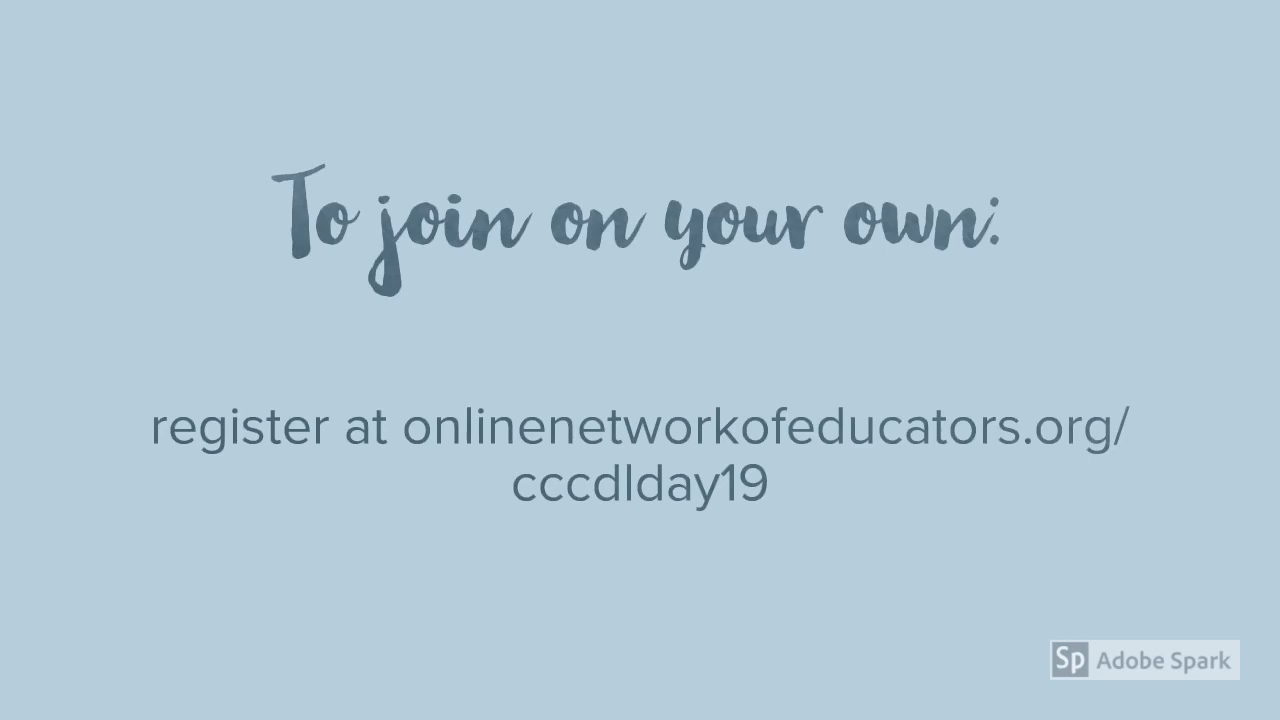 To join on your own:
register at onlinenetworkofeducators.org/
cccdlday19
Sp Adobe Spark